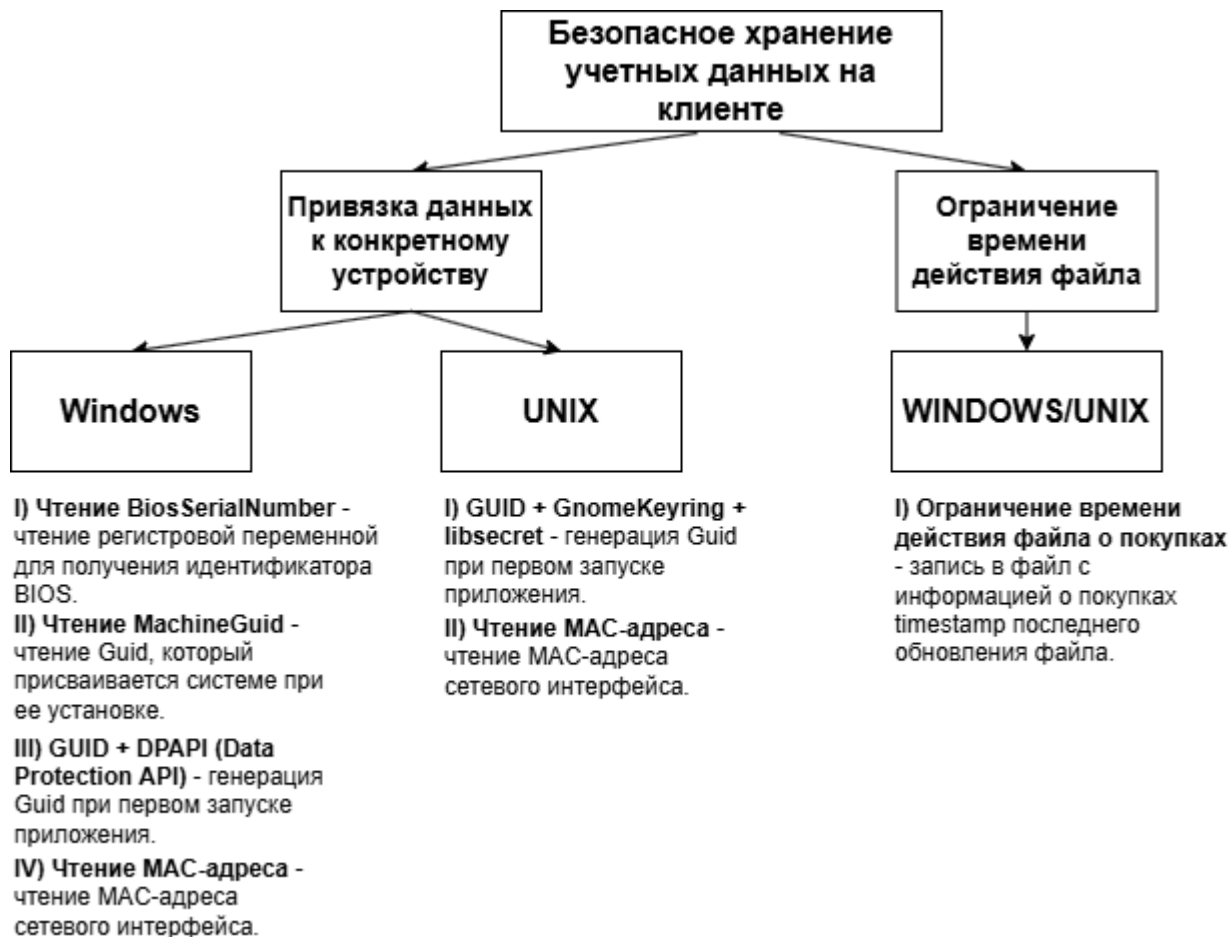 Безопасное хранение
учетных данных на
клиенте
Привязка данных
к конкретному
устройству
Ограничение
времени
действия файла
Windows
UNIX
WINDOWS/UNIX
I) Чтение BiosSerialNumber -
чтение регистровой переменной
для получения идентификатора
BIOS.
II) Чтение MachineGuid -
чтение Guid, который
присваивается системе при
ее установке.
III) GUID + DPAPI (Data
Protection API) - генерация
Guid при первом запуске
приложения.
IV) Чтение MAC-адреса -
чтение MAC-адреса
сетевого интерфейса.
I) GUID + GnomeKeyring +
libsecret - генерация Guid
при первом запуске
приложения.
II) Чтение MAC-адреса -
чтение MAC-адреса
сетевого интерфейса.
I) Ограничение времени
действия файла о покупках
- запись в файл с
информацией о покупках
timestamp последнего
обновления файла.